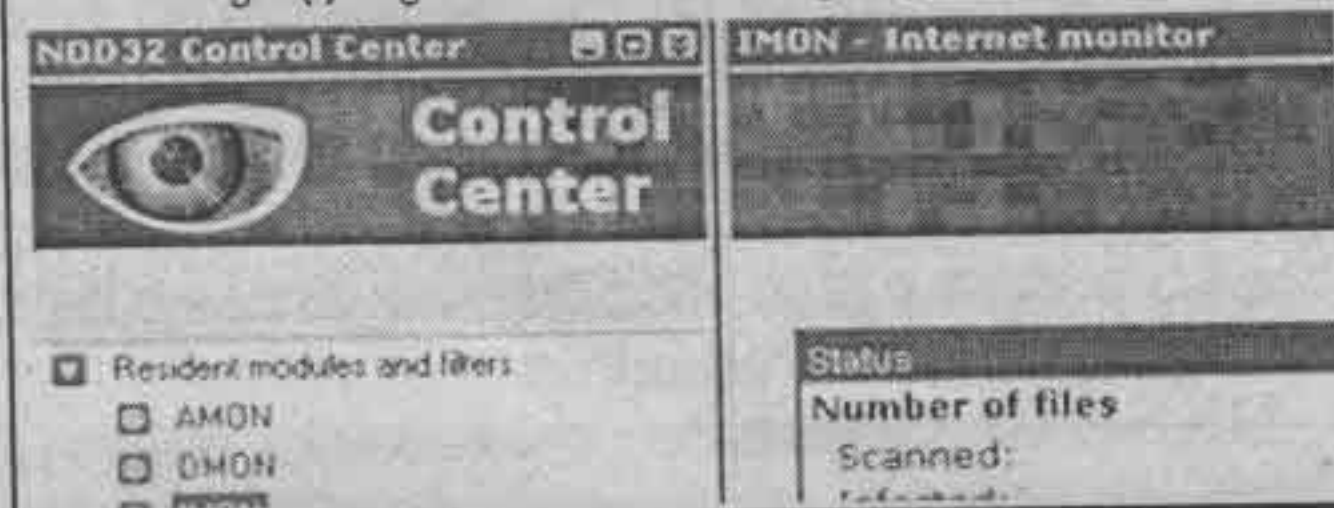 NOD32 Control Center
Control
Center
Resident modules and filters
AMON
DMON
IMON - Internet monitor
Status
Number of files
Scanned:
Infected: